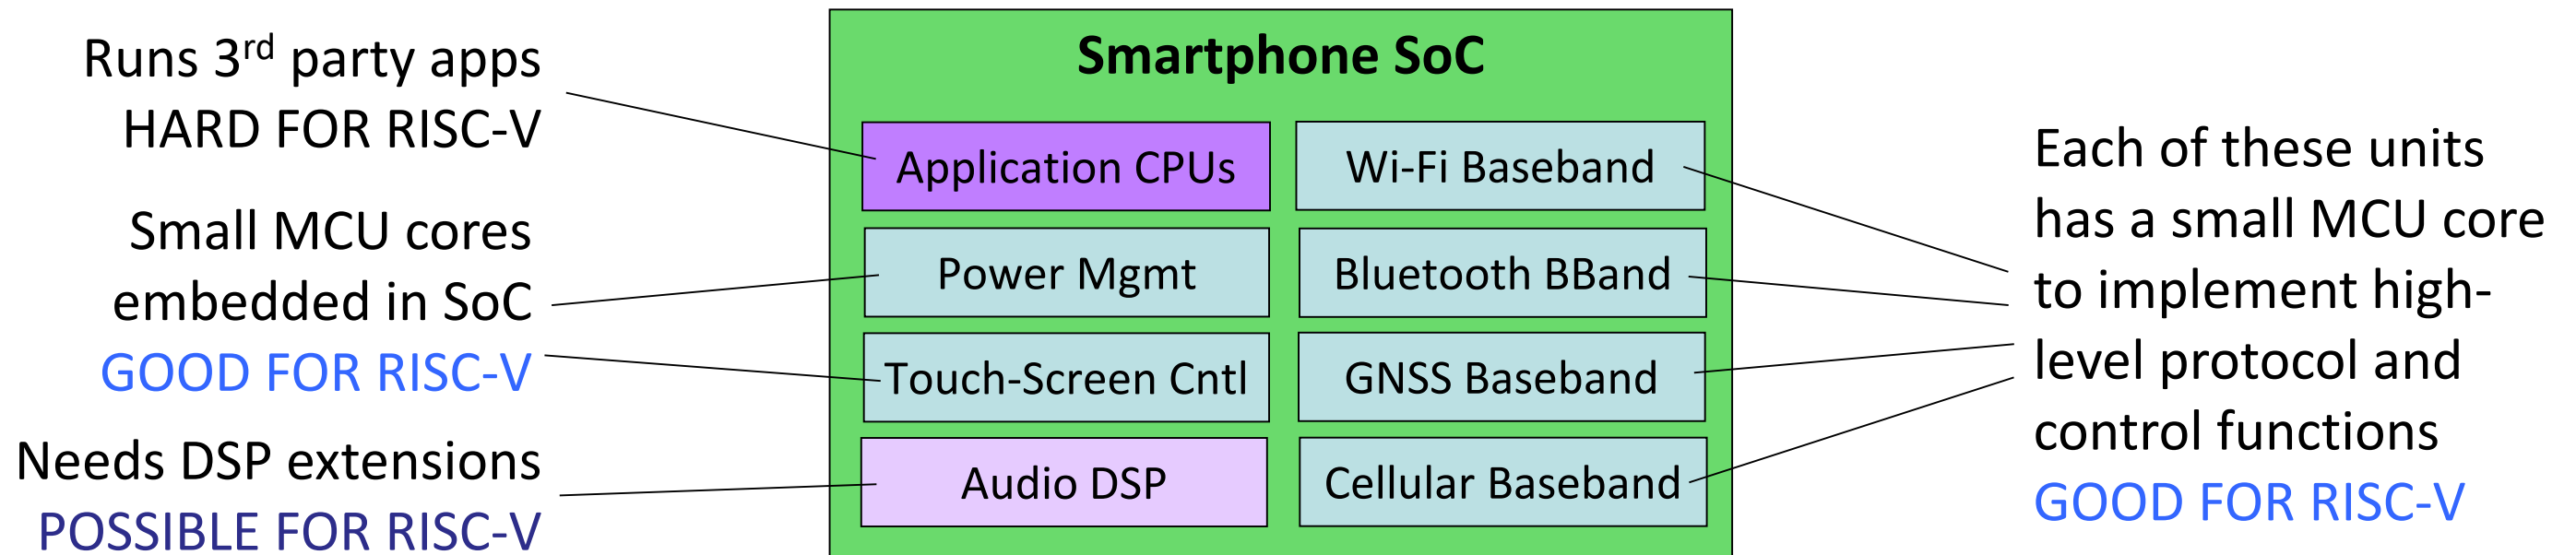 Runs 3rd party apps
HARD FOR RISC-V
Small MCU cores
embedded in SoC
GOOD FOR RISC-V
Needs DSP extensions
POSSIBLE FOR RISC-V
Smartphone SoC
Application CPUs
Wi-Fi Baseband
Power Mgmt
Bluetooth BBand
Touch-Screen Cntl
GNSS Baseband
Audio DSP
Cellular Baseband
Each of these units
has a small MCU core
to implement high-
level protocol and
control functions
GOOD FOR RISC-V